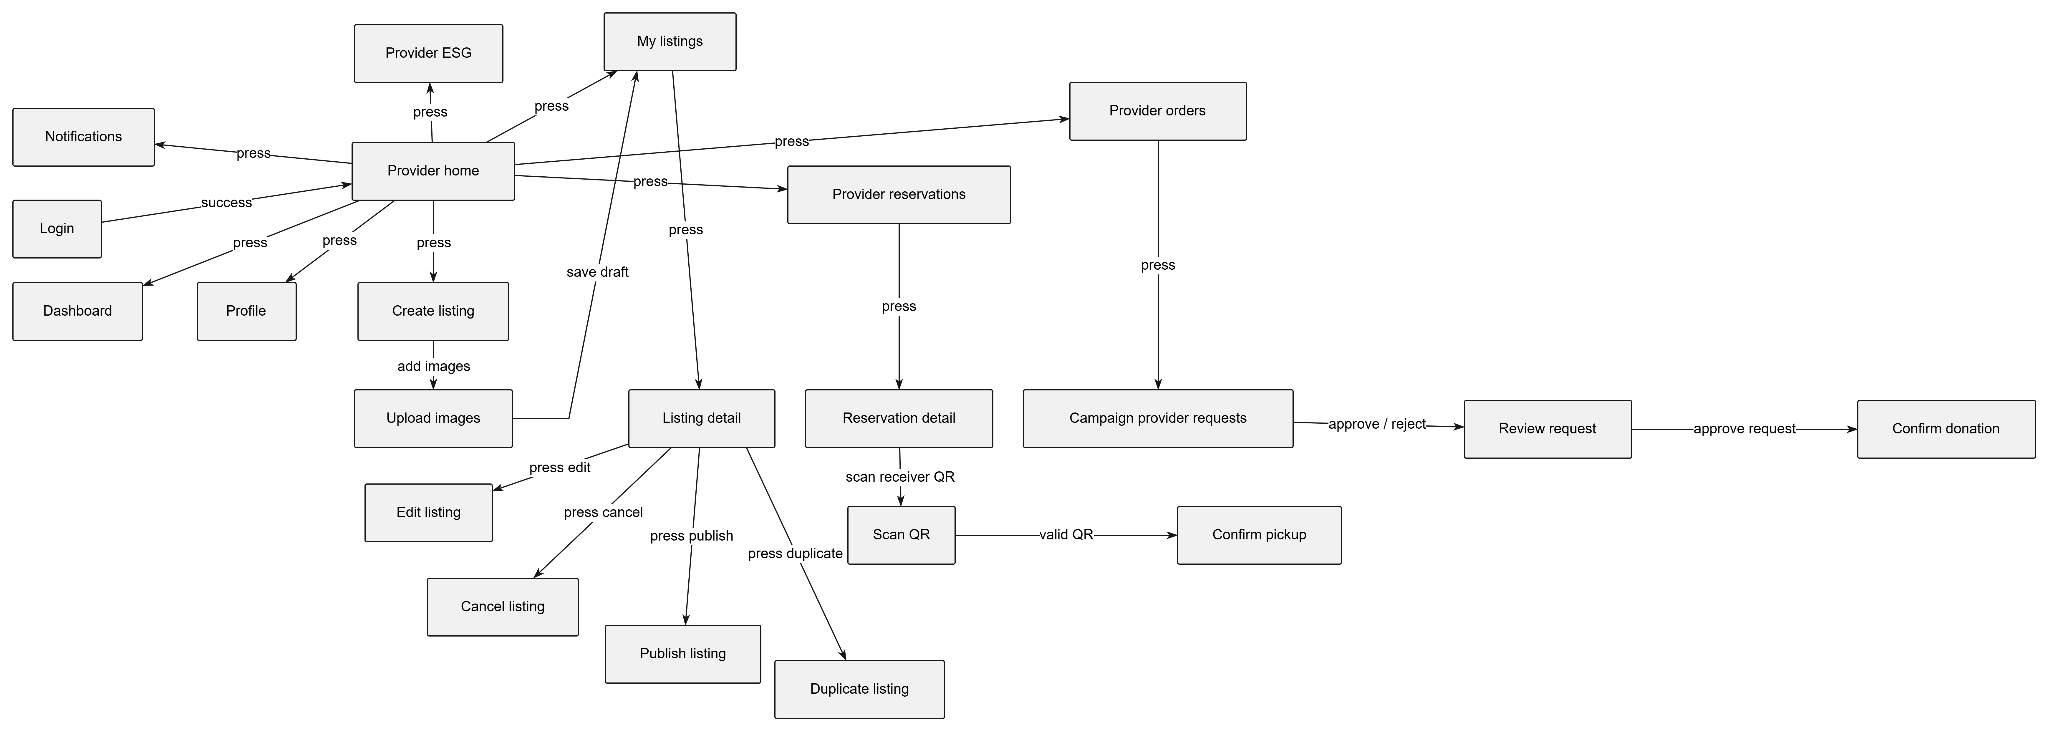 My listings
Provider ESG
press
press
Provider orders
Notifications
press
press
Provider home
press
Provider reservations
success
Login
press
press
press
press
save draft
press
Dashboard
Profile
Create listing
press
add images
Upload images
Listing detail
Reservation detail
Campaign provider requests
approve / reject
Review request
approve request
Confirm donation
press edit
scan receiver QR
Edit listing
press cancel
press publish
press duplicate
Scan QR
valid QR
Confirm pickup
Cancel listing
Publish listing
Duplicate listing